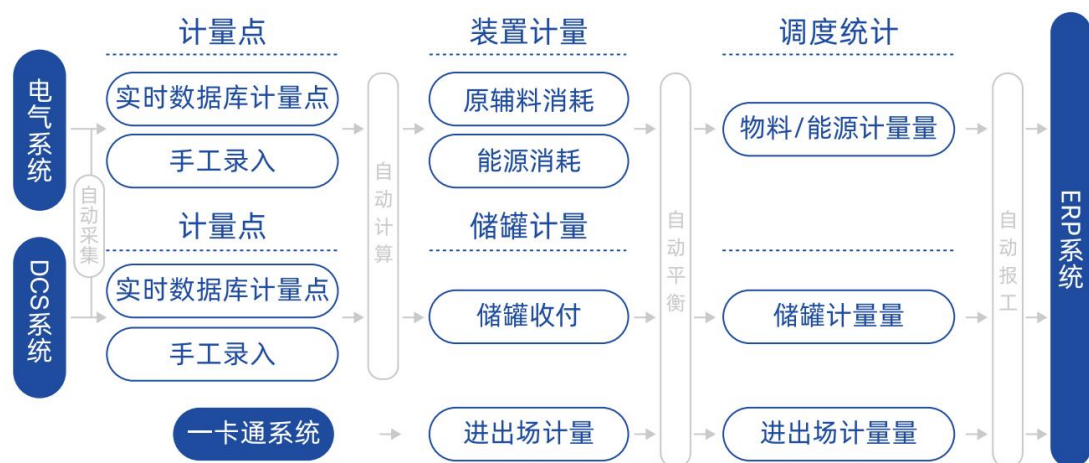 计量点
装置计量
调度统计
电气系统
实时数据库计量点
手工录入
原辅料消耗
能源消耗
物料/能源计量量
自动采集
自动计算
自动平衡
自动报工
ERP系统
计量点
储罐计量
DCS系统
实时数据库计量点
手工录入
储罐收付
储罐计量量
一卡通系统
进出场计量
进出场计量量